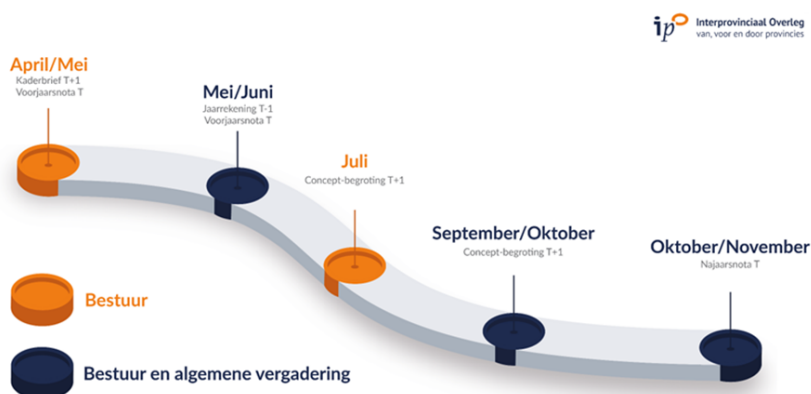 ip
Interprovinciaal Overleg
van, voor en door provincies
April/Mei
Kaderbrief T+1
Voorjaarsnota T
Mei/Juni
Jaarrekening T-1
Voorjaarsnota T
Juli
Concept-begroting T+1
September/Oktober
Concept-begroting T+1
Oktober/November
Najaarsnota T
Bestuur
Bestuur en algemene vergadering